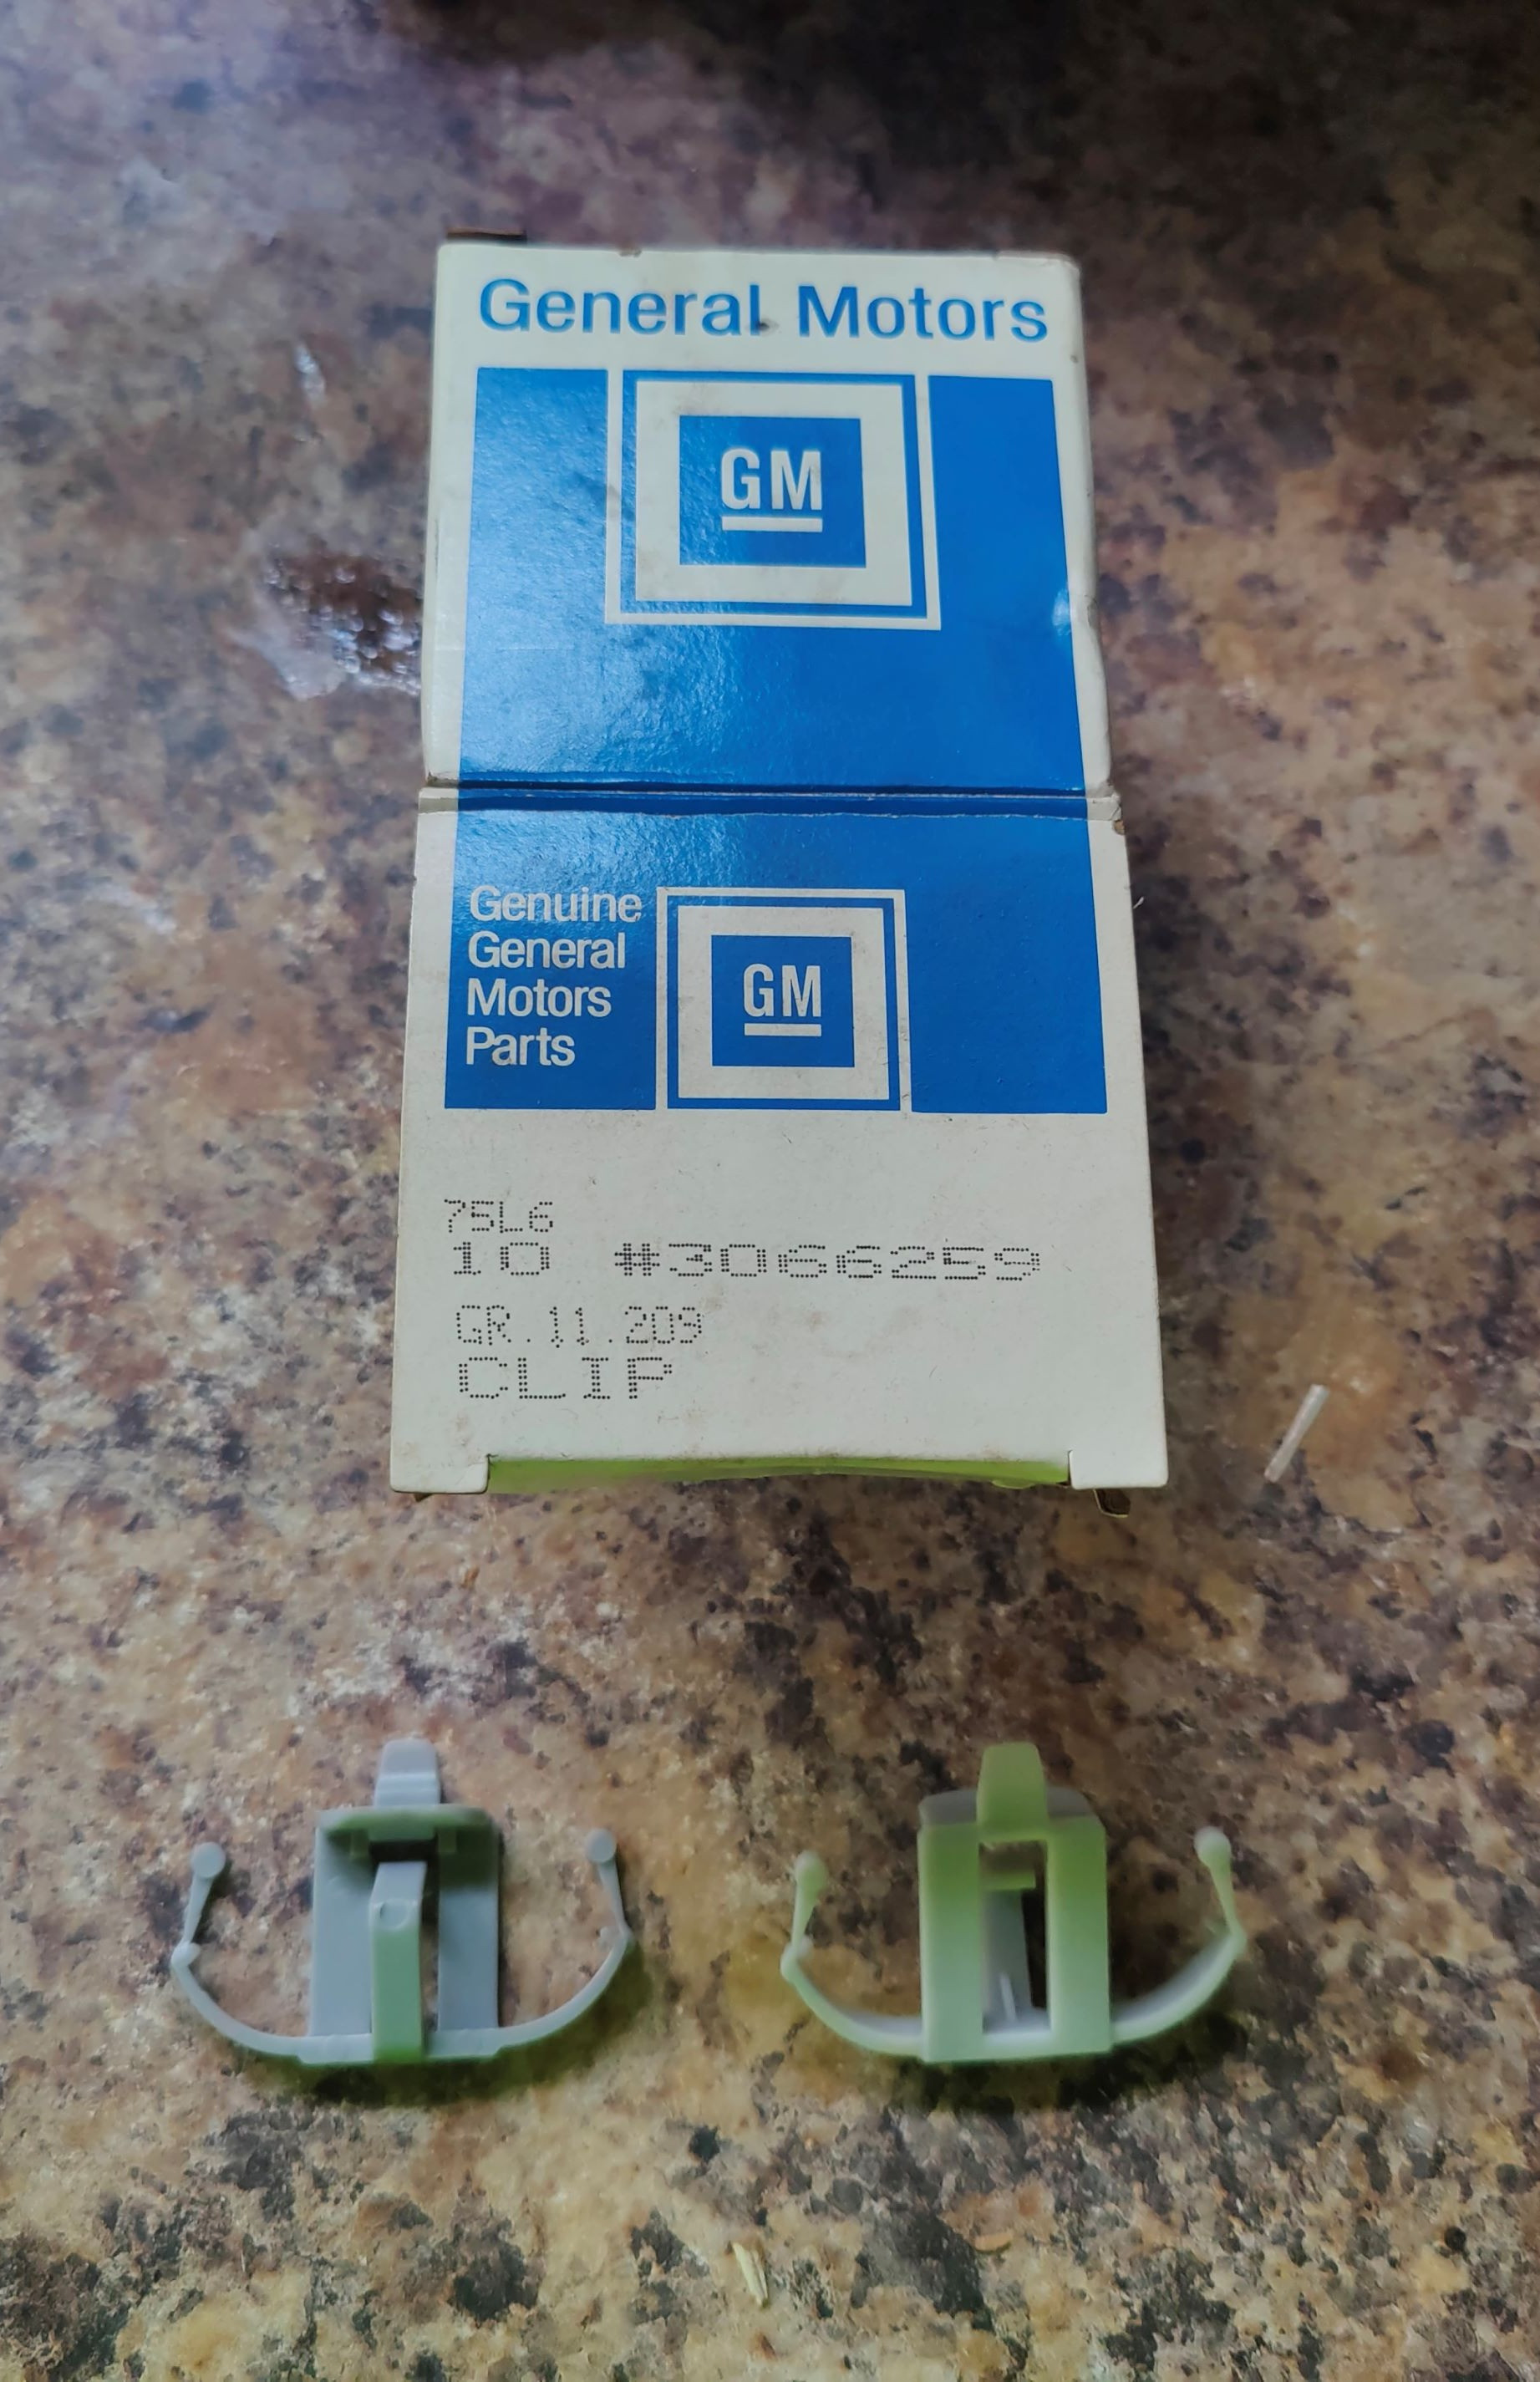 General Motors
GM
Genuine
General
Motors
Parts
GM
75L6
10 #3066259
GR.11.209
CLIP